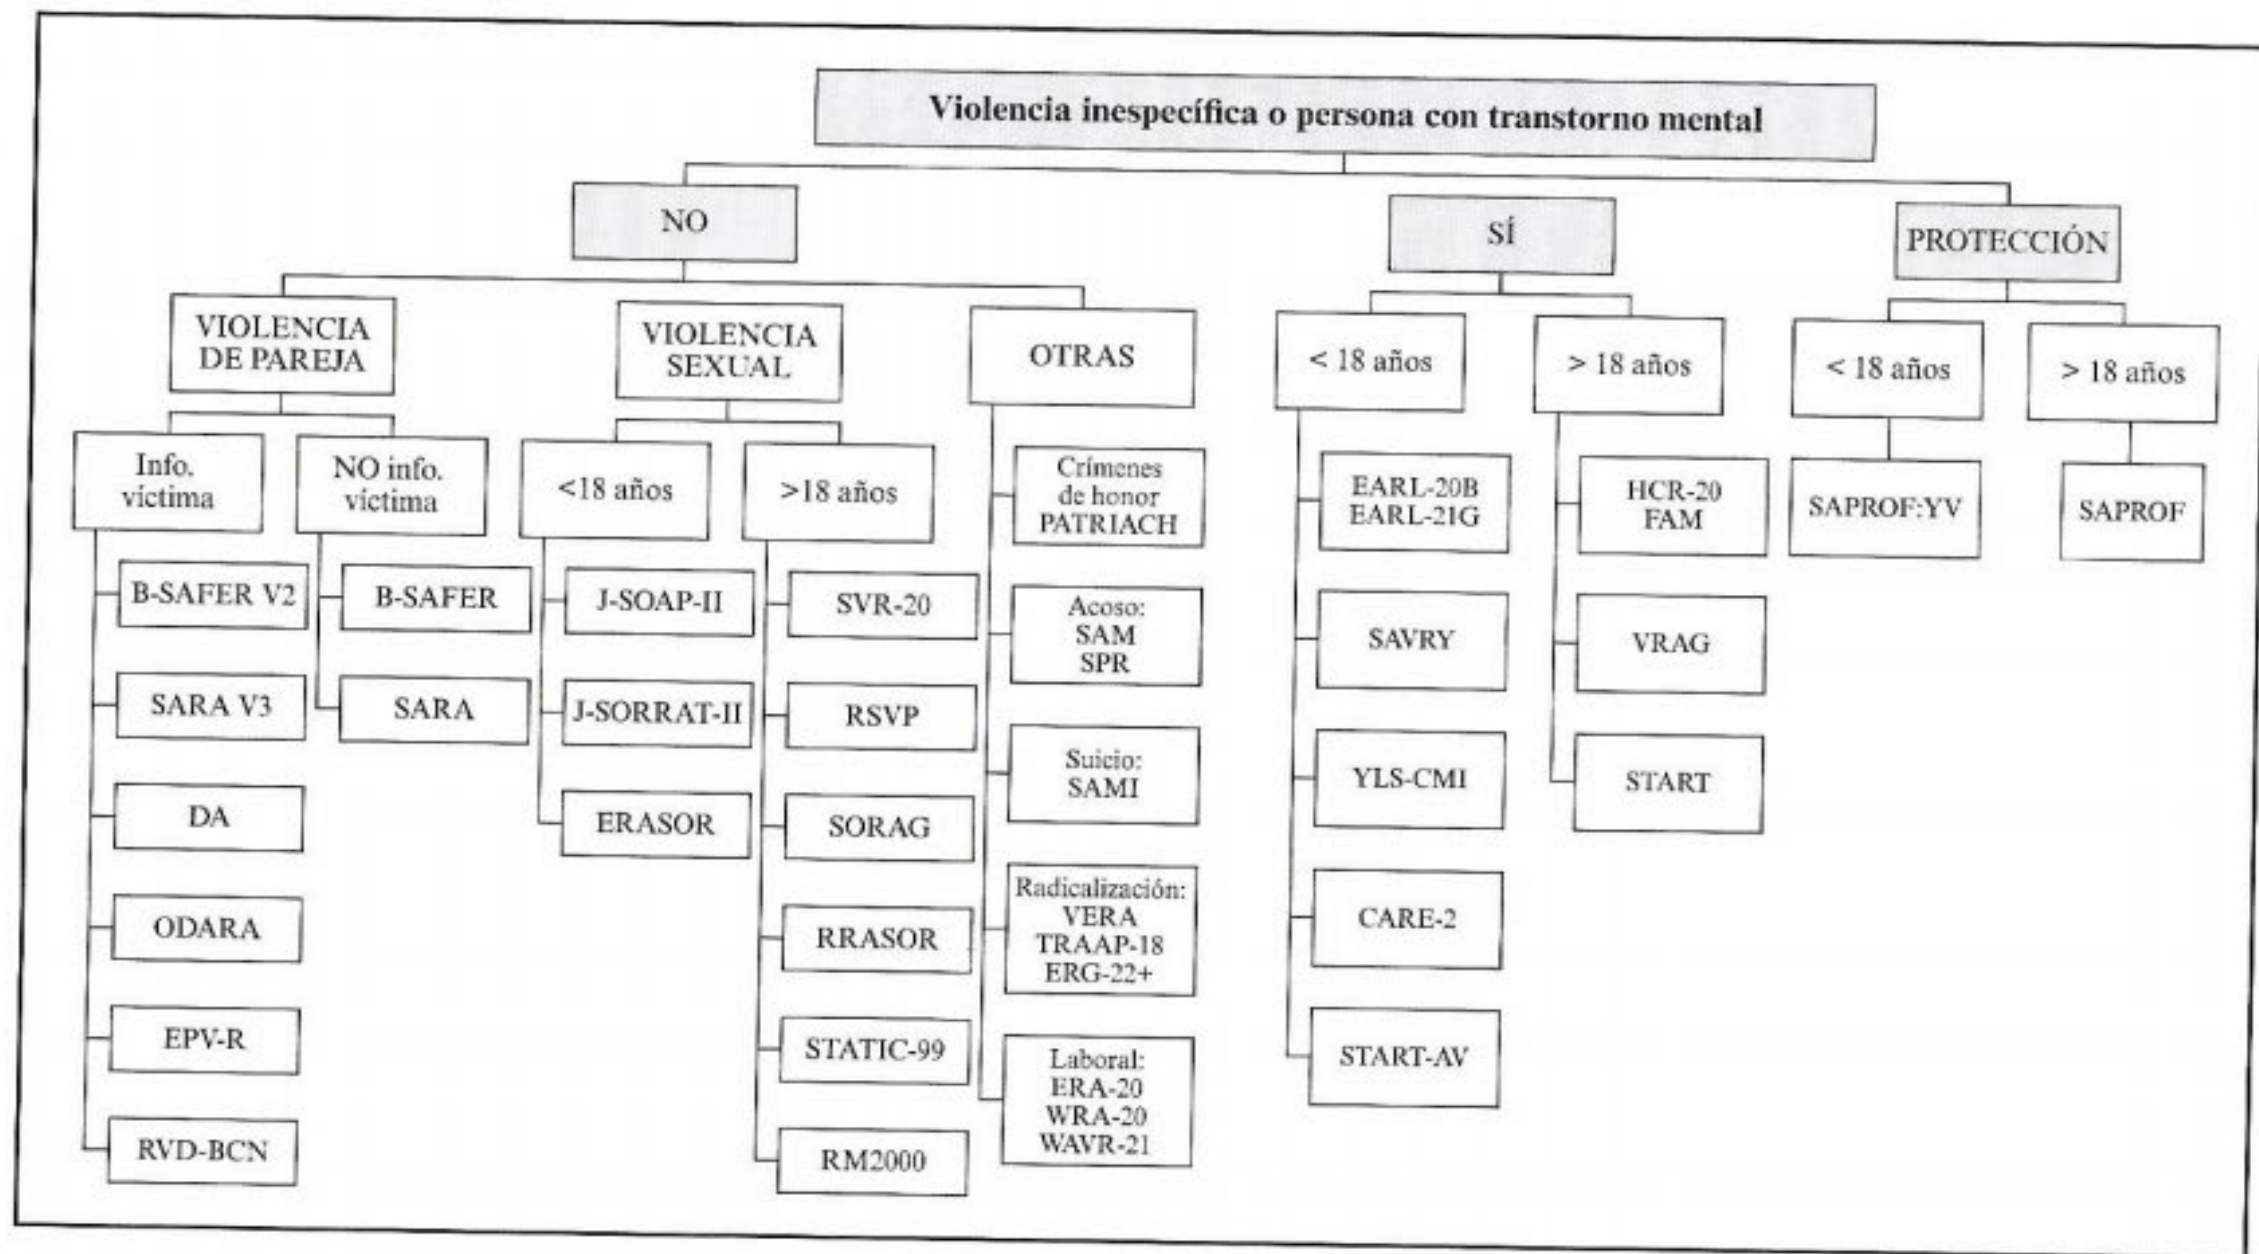 Violencia inespecífica o persona con transtorno mental
NO
SÍ
PROTECCIÓN
VIOLENCIA
DE PAREJA
VIOLENCIA
SEXUAL
OTRAS
< 18 años
> 18 años
< 18 años
> 18 años
Info.
víctima
NO info.
víctima
<18 años
>18 años
B-SAFER V2
SARA V3
DA
ODARA
EPV-R
RVD-BCN
B-SAFER
SARA
J-SOAP-II
J-SORRAT-II
ERASOR
SVR-20
RSVP
SORAG
RRASOR
STATIC-99
RM2000
Crímenes
de honor
PATRIACH
Acoso:
SAM
SPR
Suicio:
SAMI
Radicalización:
VERA
TRAAP-18
ERG-22+
Laboral:
ERA-20
WRA-20
WAVR-21
EARL-20B
EARL-21G
SAVRY
YLS-CMI
CARE-2
START-AV
HCR-20
FAM
VRAG
START
SAPROF:YV
SAPROF